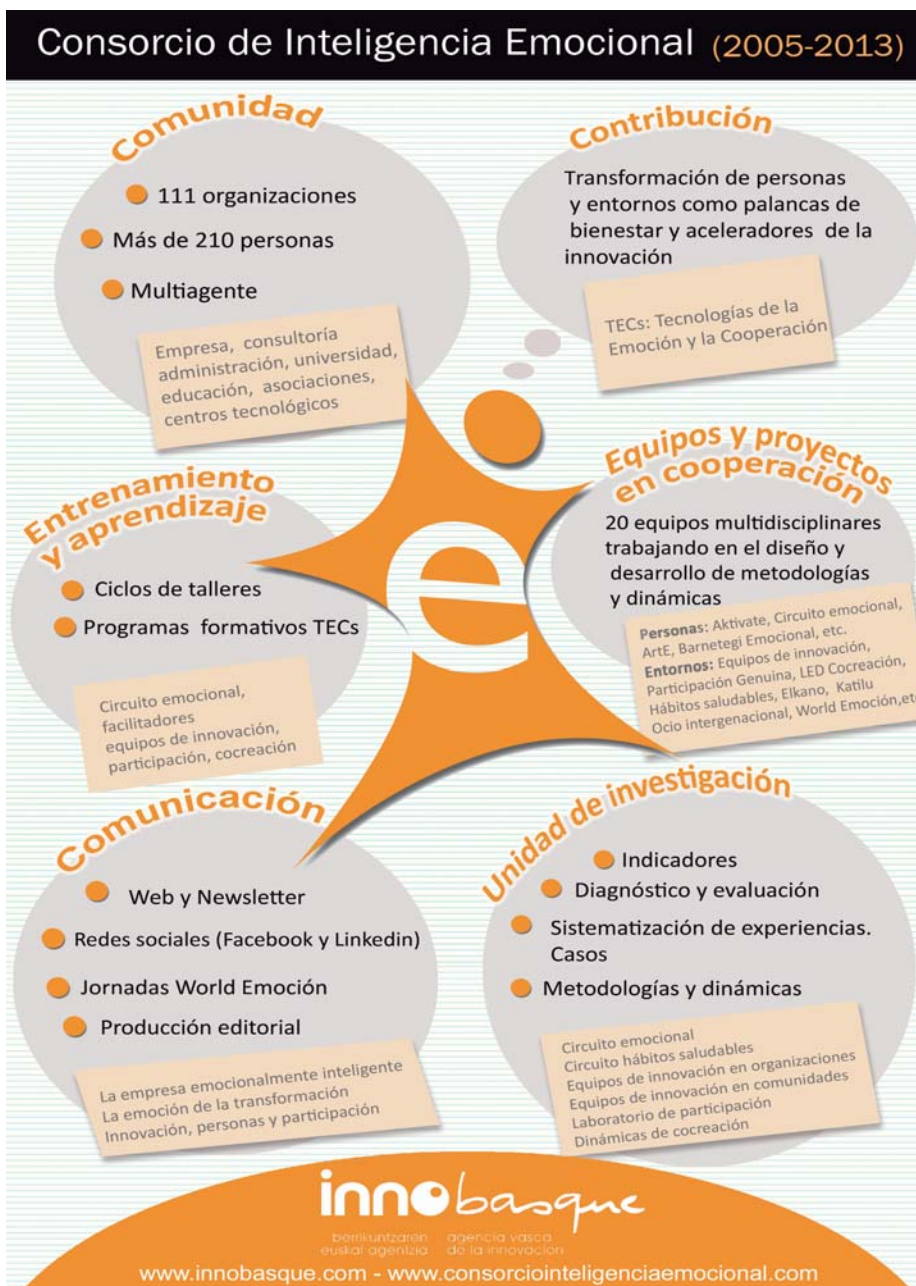 Consorcio de Inteligencia Emocional (2005-2013)
Comunidad
111 organizaciones
Más de 210 personas
Multiagente
Empresa, consultoría
administración, universidad,
educación, asociaciones,
centros tecnológicos
Contribución
Transformación de personas
y entornos como palancas de
bienestar y aceleradores de la
innovación
TECs: Tecnologías de la
Emoción y la Cooperación
Entrenamiento
y aprendizaje
Ciclos de talleres
Programas formativos TECs
Circuito emocional,
facilitadores
equipos de innovación,
participación, cocreación
e
Equipos y proyectos
en cooperación
20 equipos multidisciplinares
trabajando en el diseño y
desarrollo de metodologías
y dinámicas
Personas: Aktivate, Circuito emocional,
ArtE, Barnetegi Emocional, etc.
Entornos: Equipos de innovación,
Participación Genuina, LED Cocreación,
Hábitos saludables, Elkano, Katilu
Ocio intergenacional, World Emoción,etc
Comunicación
Web y Newsletter
Redes sociales (Facebook y Linkedin)
Jornadas World Emoción
Producción editorial
La empresa emocionalmente inteligente
La emoción de la transformación
Innovación, personas y participación
Unidad de investigación
Indicadores
Diagnóstico y evaluación
Sistematización de experiencias.
Casos
Metodologías y dinámicas
Circuito emocional
Circuito hábitos saludables
Equipos de innovación en organizaciones
Equipos de innovación en comunidades
Laboratorio de participación
Dinámicas de cocreación
innobasque
berrikuntzaren agencia vasca
euskal agentzia de la innovación
www.innobasque.com - www.consorciointeligenciaemocional.com